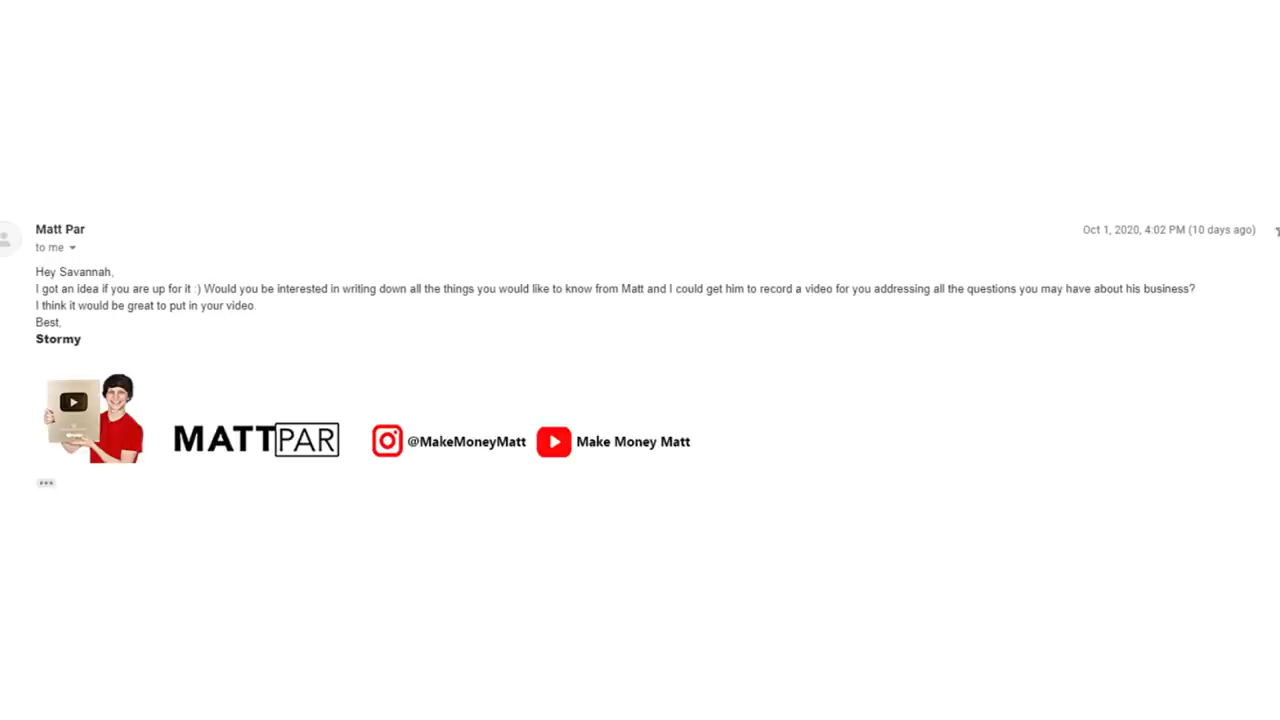 Matt Par
Oct 1, 2020, 4:02 PM (10 days ago)
to me
Hey Savannah,
I got an idea if you are up for it :) Would you be interested in writing down all the things you would like to know from Matt and I could get him to record a video for you addressing all the questions you may have about his business?
I think it would be great to put in your video.
Best,
Stormy
MATTPAR
@MakeMoneyMatt
Make Money Matt